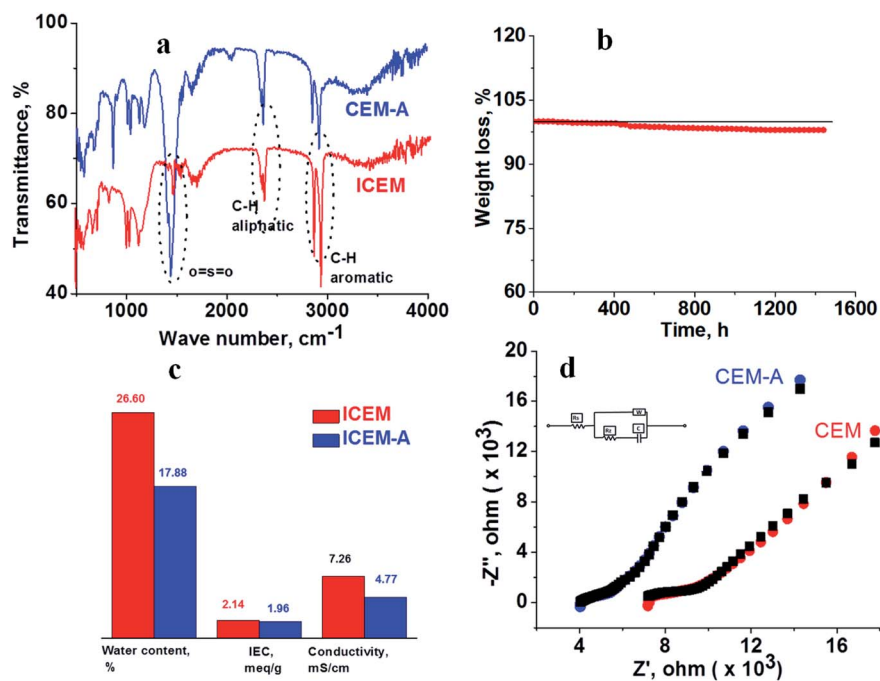 a
CEM-A
ICEM
C-H
aliphatic
C-H
aromatic
o=s=o
Transmittance, %
100
80
60
40
1000
2000
3000
4000
Wave number, cm-1
b
Weight loss, %
120
105
90
75
60
0
400
800
1200
1600
Time, h
c
26.60
17.88
2.14
1.96
7.26
4.77
ICEM
ICEM-A
Water content,
%
IEC,
meq/g
Conductivity,
mS/cm
d
CEM-A
CEM
Rs
W
C
-Z", ohm ( x 10³)
20
16
12
8
4
0
4
8
12
16
Z', ohm ( x 10³)
18